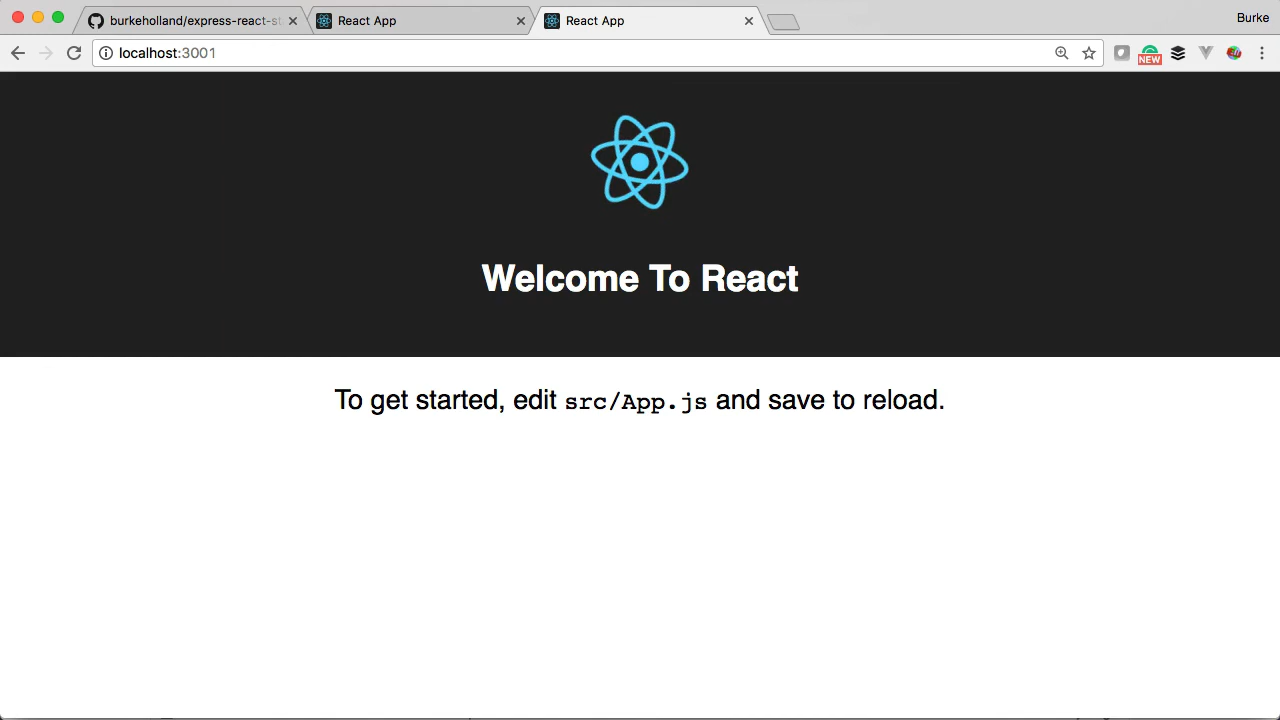 burkeholland/express-react-st
React App
React App
Burke
localhost:3001
NEW
Welcome To React
To get started, edit src/App.js and save to reload.